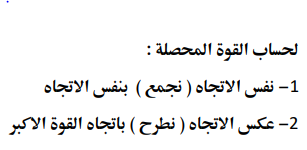 لحساب القوة المحصلة :
1- نفس الاتجاه ( نجمع ) بنفس الاتجاه
2- عكس الاتجاه ( نطرح ) باتجاه القوة الاكبر